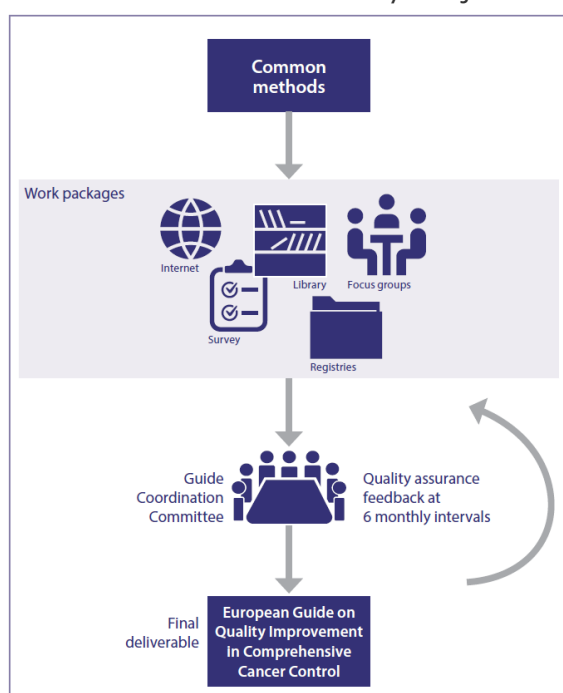 Common
methods
Work packages
Internet
Library
Focus groups
Survey
Registries
Guide
Coordination
Committee
Quality assurance
feedback at
6 monthly intervals
Final
deliverable
European Guide on
Quality Improvement
in Comprehensive
Cancer Control